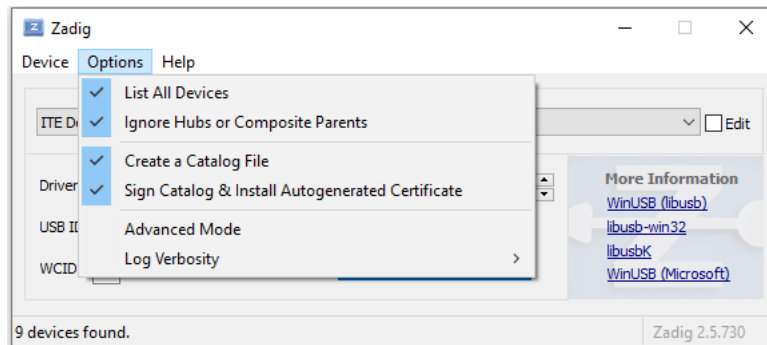 Zadig
Device Options Help
List All Devices
Ignore Hubs or Composite Parents
ITE
Edit
Create a Catalog File
Sign Catalog & Install Autogenerated Certificate
Driver
More Information
WinUSB (libusb)
USB
libusb-win32
Advanced Mode
libusbK
Log Verbosity
WCID
WinUSB (Microsoft)
9 devices found.
Zadig 2.5.730